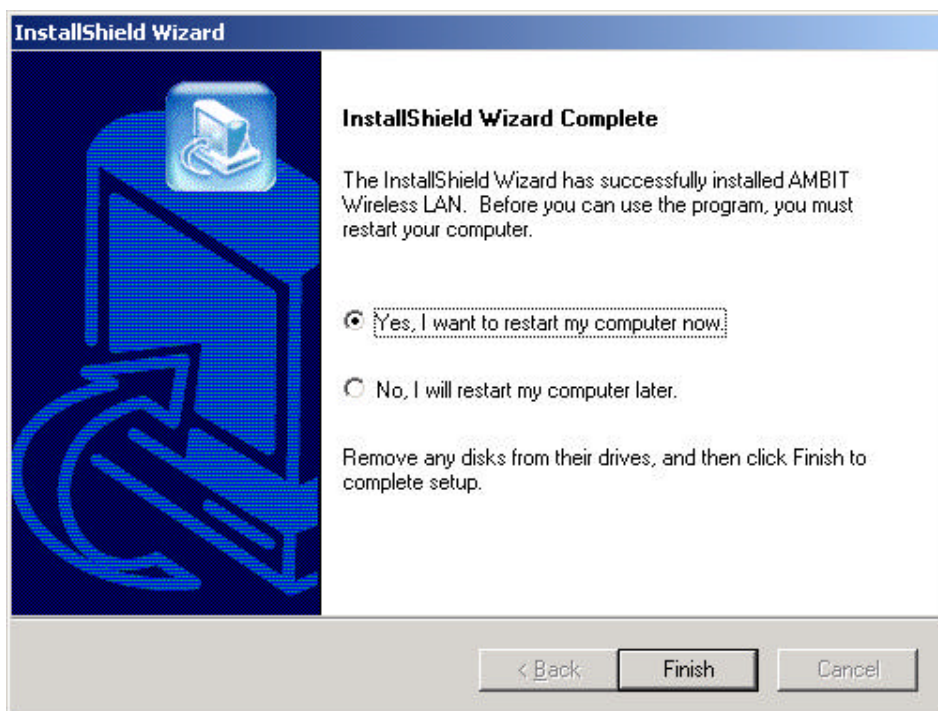 InstallShield Wizard
InstallShield Wizard Complete
The InstallShield Wizard has successfully installed AMBIT
Wireless LAN.  Before you can use the program, you must
restart your computer.
Yes, I want to restart my computer now.
No, I will restart my computer later.
Remove any disks from their drives, and then click Finish to
complete setup.
< Back
Finish
Cancel